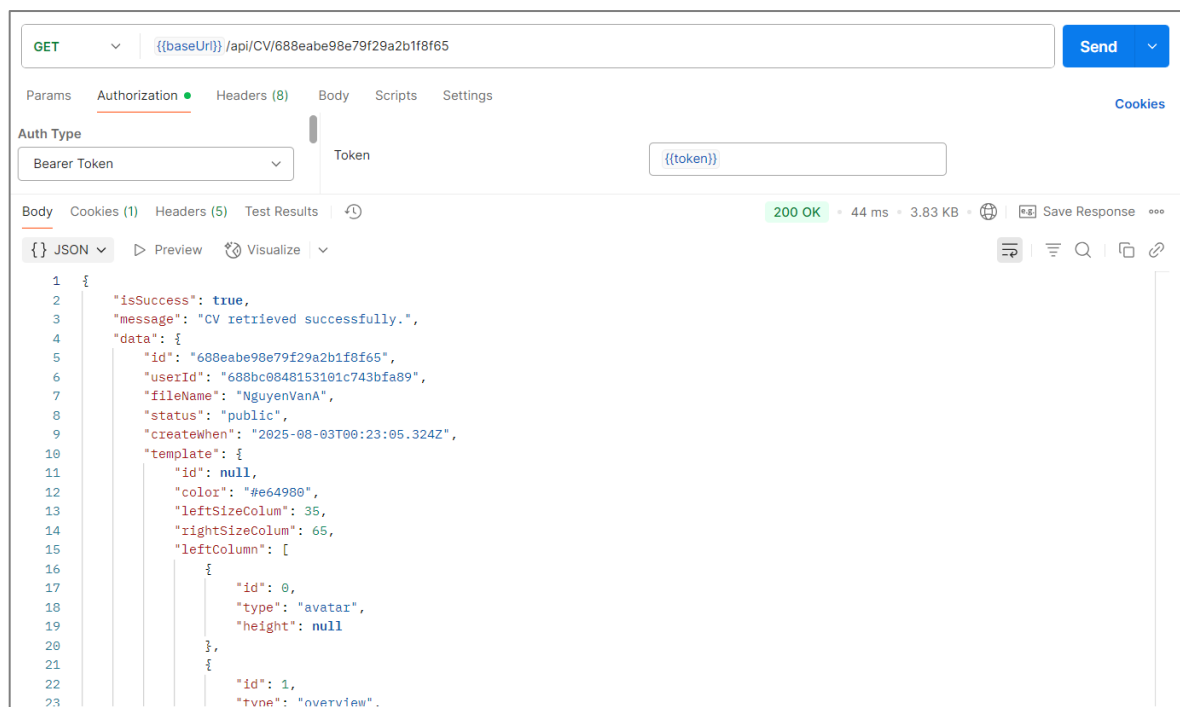 GET {{baseUrl}} /api/CV/688eabe98e79f29a2b1f8f65 Send
Params Authorization Headers (8) Body Scripts Settings Cookies
Auth Type
Bearer Token
Token {{token}}
Body Cookies (1) Headers (5) Test Results 200 OK 44 ms 3.83 KB e.g. Save Response
{} JSON Preview Visualize
1 {
2 "isSuccess": true,
3 "message": "CV retrieved successfully.",
4 "data": {
5 "id": "688eabe98e79f29a2b1f8f65",
6 "userId": "688bc0848153101c743bfa89",
7 "fileName": "NguyenVanA",
8 "status": "public",
9 "createWhen": "2025-08-03T00:23:05.324Z",
10 "template": {
11 "id": null,
12 "color": "#e64980",
13 "leftSizeColum": 35,
14 "rightSizeColum": 65,
15 "leftColumn": [
16 {
17 "id": 0,
18 "type": "avatar",
19 "height": null
20 },
21 {
22 "id": 1,
23 "type": "overview",